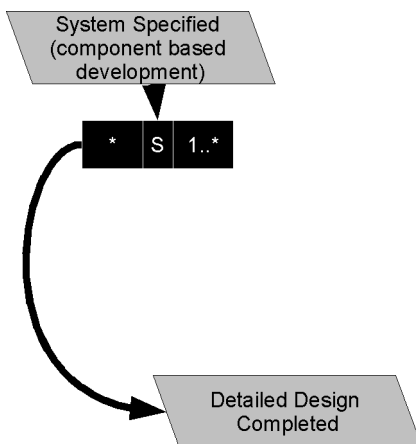 System Specified
(component based
development)
* S 1..*
Detailed Design
Completed